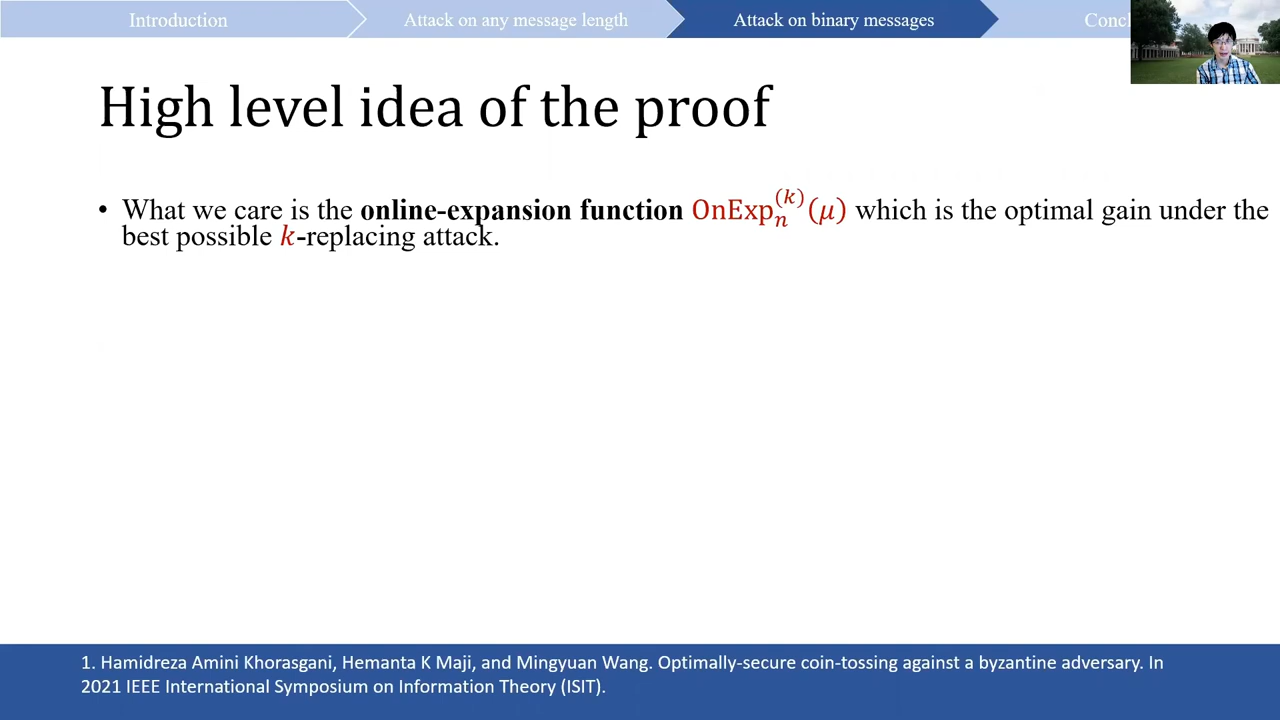 Introduction
Attack on any message length
Attack on binary messages
High level idea of the proof
• What we care is the online-expansion function OnExp_n^(k)(μ) which is the optimal gain under the
best possible k-replacing attack.
1. Hamidreza Amini Khorasgani, Hemanta K Maji, and Mingyuan Wang. Optimally-secure coin-tossing against a byzantine adversary. In
2021 IEEE International Symposium on Information Theory (ISIT).